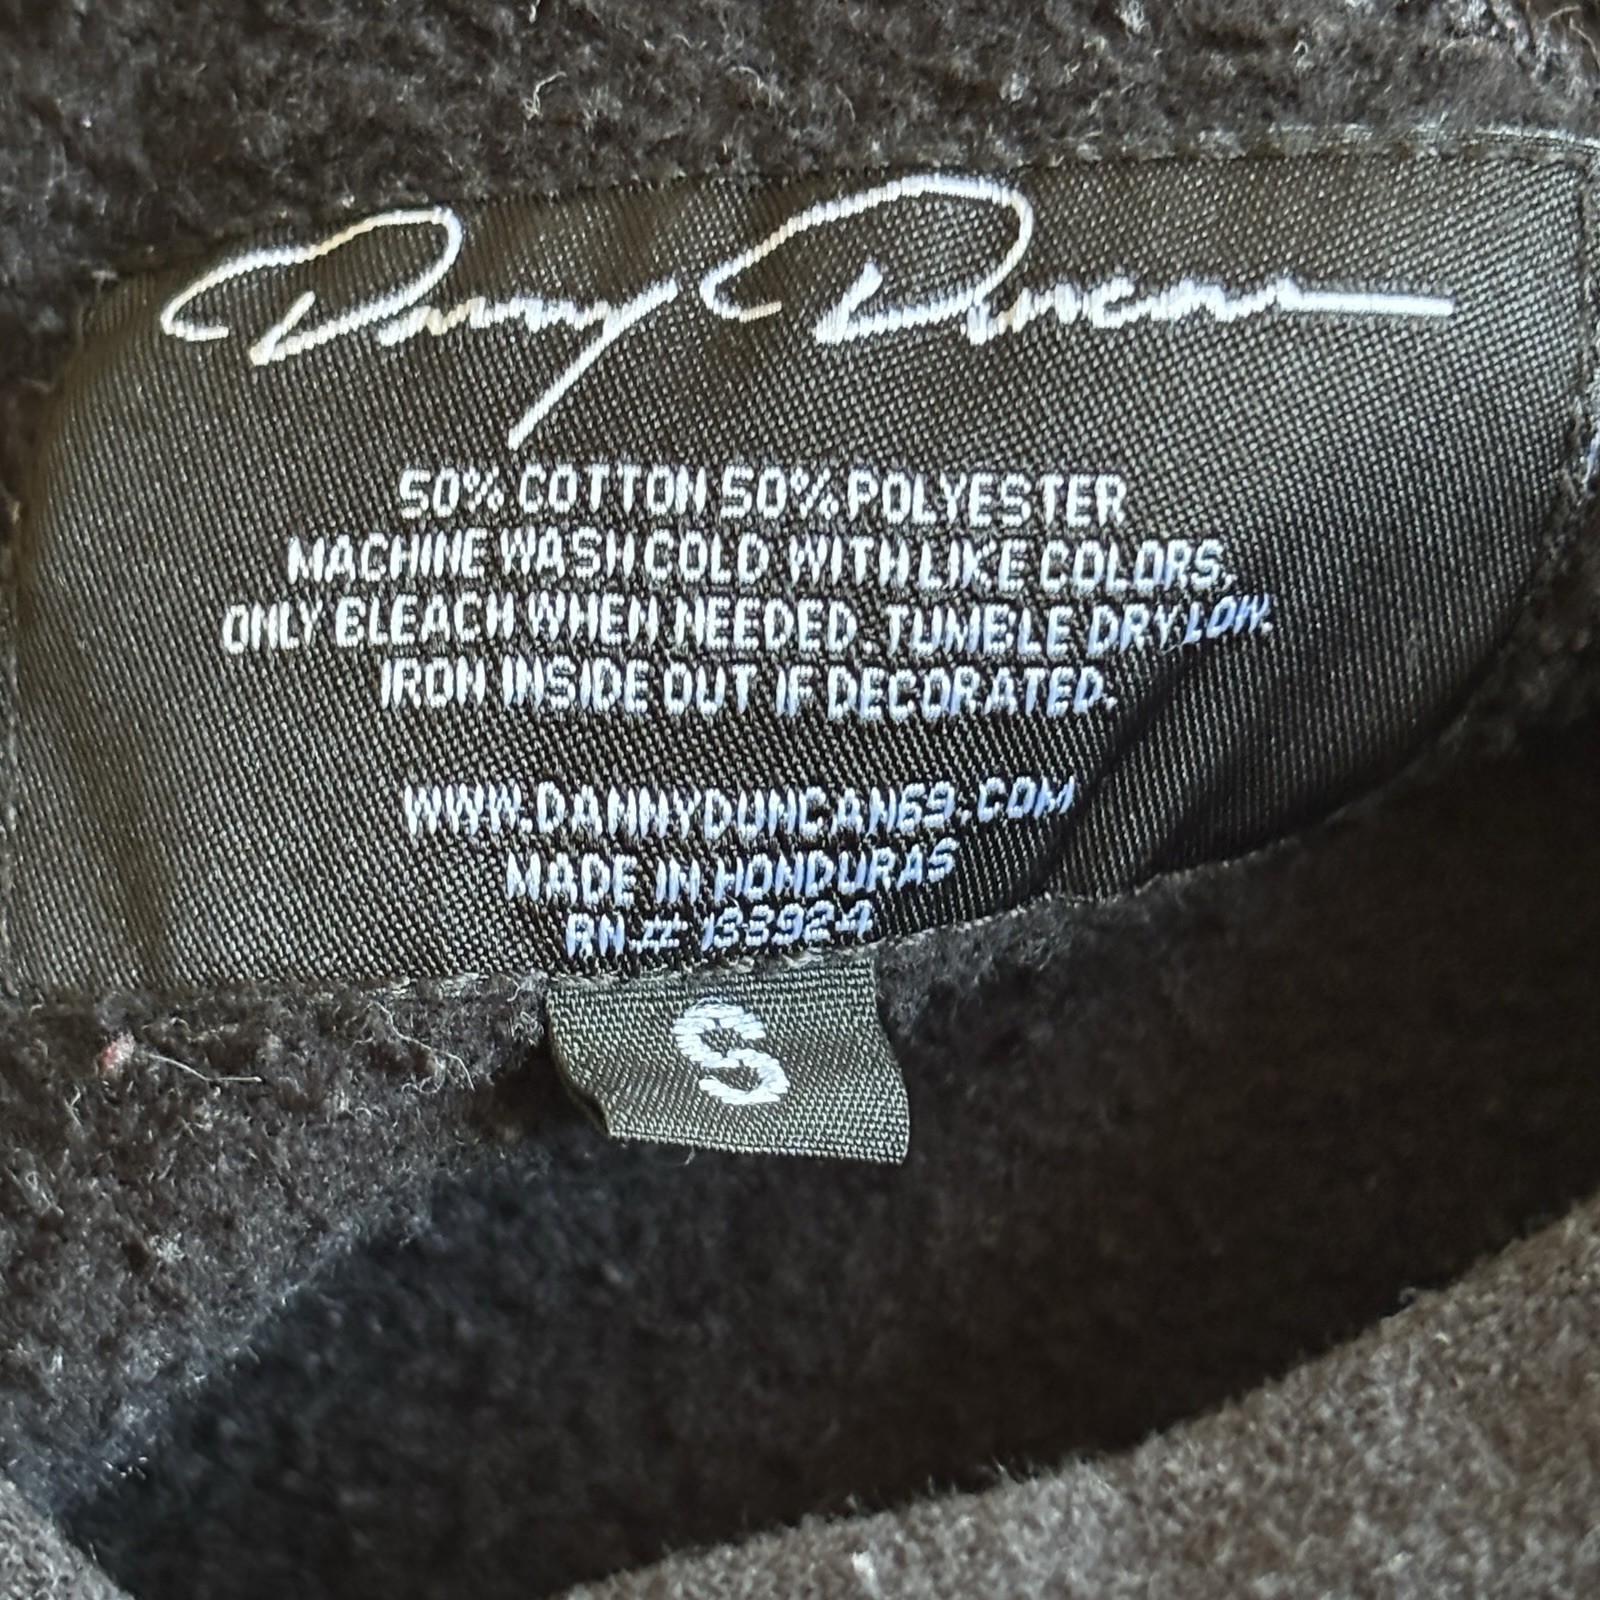 Danny Duncan
50% COTTON 50% POLYESTER
MACHINE WASH COLD WITH LIKE COLORS,
ONLY BLEACH WHEN NEEDED. TUMBLE DRY LOW.
IRON INSIDE OUT IF DECORATED.
WWW.DANNYDUNCAN69.COM
MADE IN HONDURAS
RN #
S